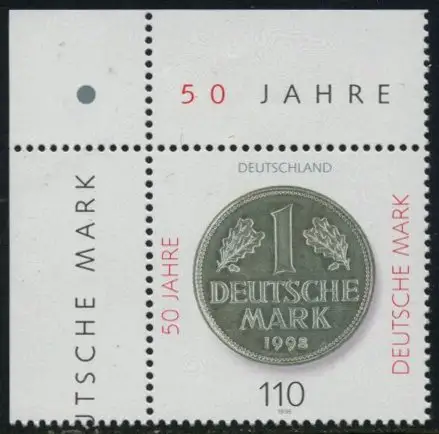 50 JAHRE
DEUTSCHLAND
UTSCHE MARK
50 JAHRE
1
DEUTSCHE
MARK
1998
DEUTSCHE MARK
110
1998